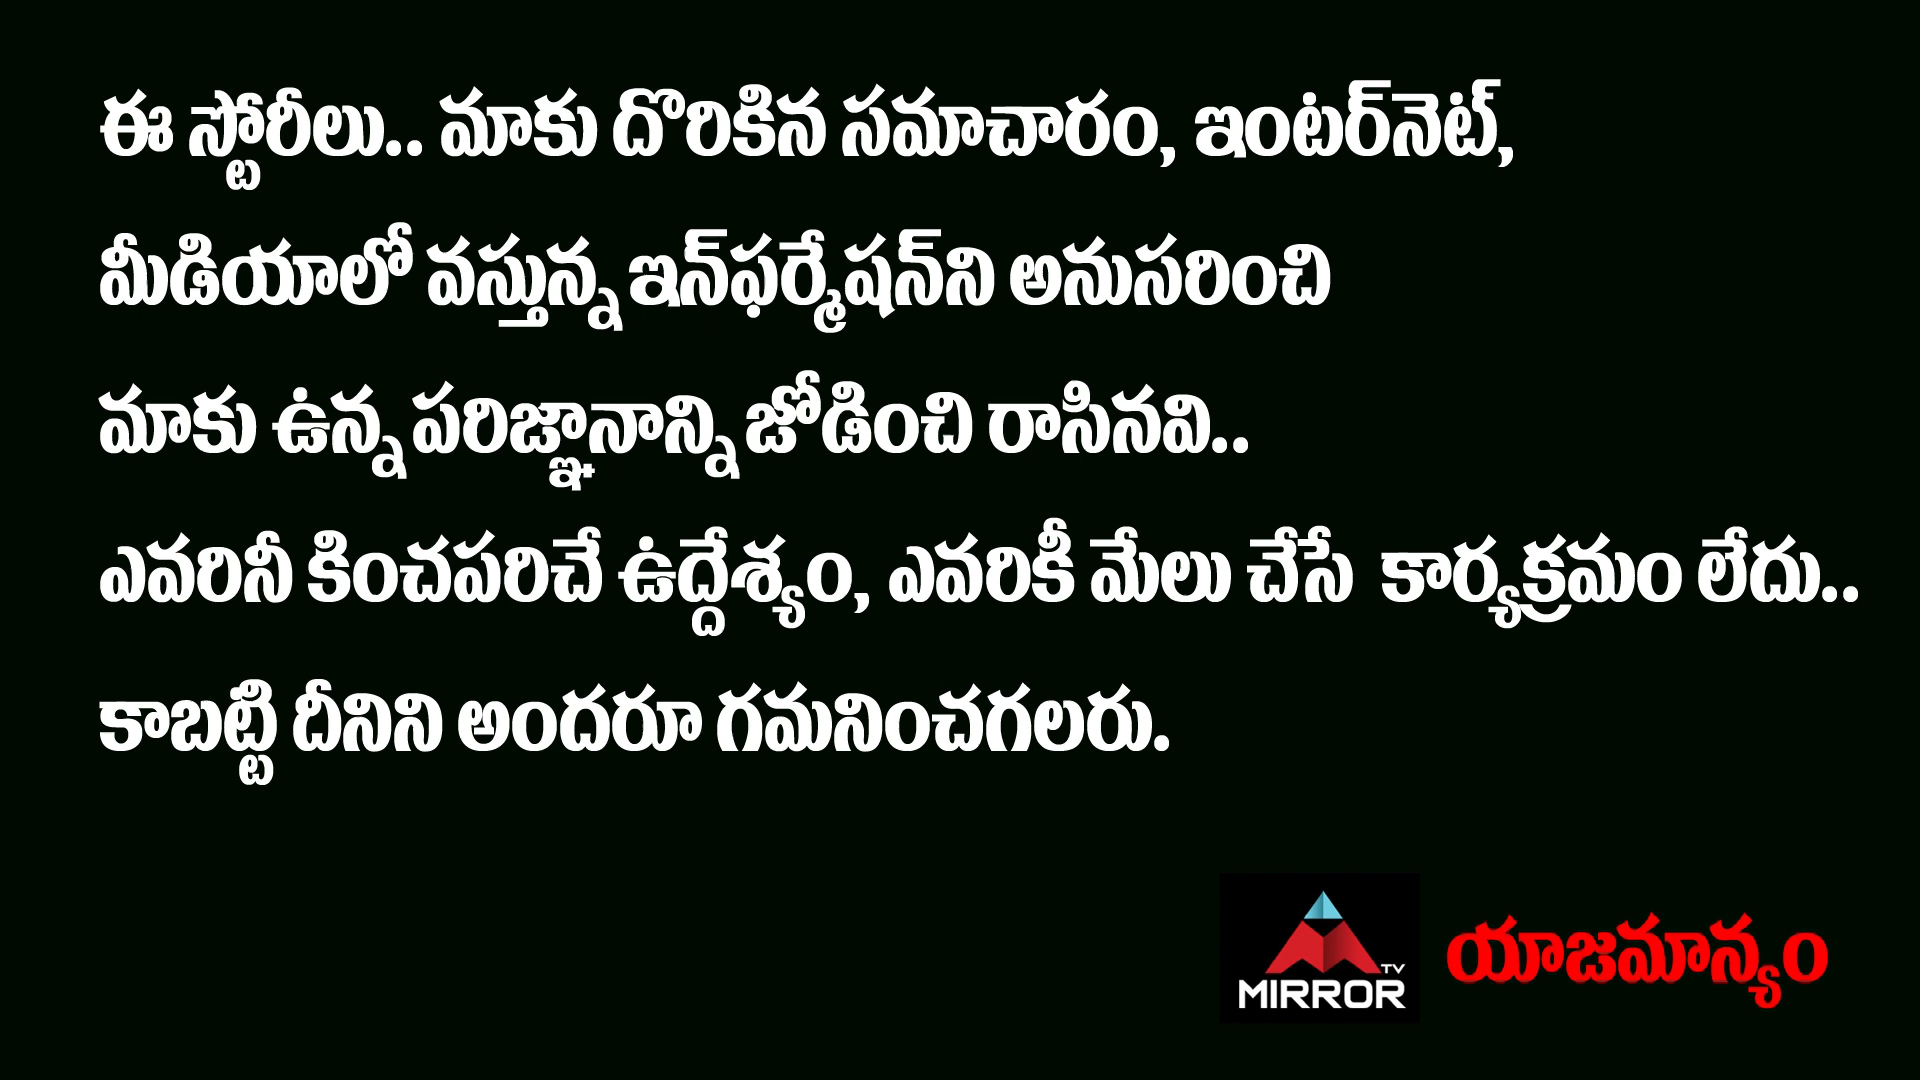 ఈ స్టోరీలు.. మాకు దొరికిన సమాచారం, ఇంటర్‌నెట్,
మీడియాలో వస్తున్న ఇన్‌ఫర్మేషన్‌ని అనుసరించి
మాకు ఉన్న పరిజ్ఞానాన్ని జోడించి రాసినవి..
ఎవరినీ కించపరిచే ఉద్దేశ్యం, ఎవరికీ మేలు చేసే కార్యక్రమం లేదు..
కాబట్టి దీనిని అందరూ గమనించగలరు.
TV
MIRROR
యాజమాన్యం